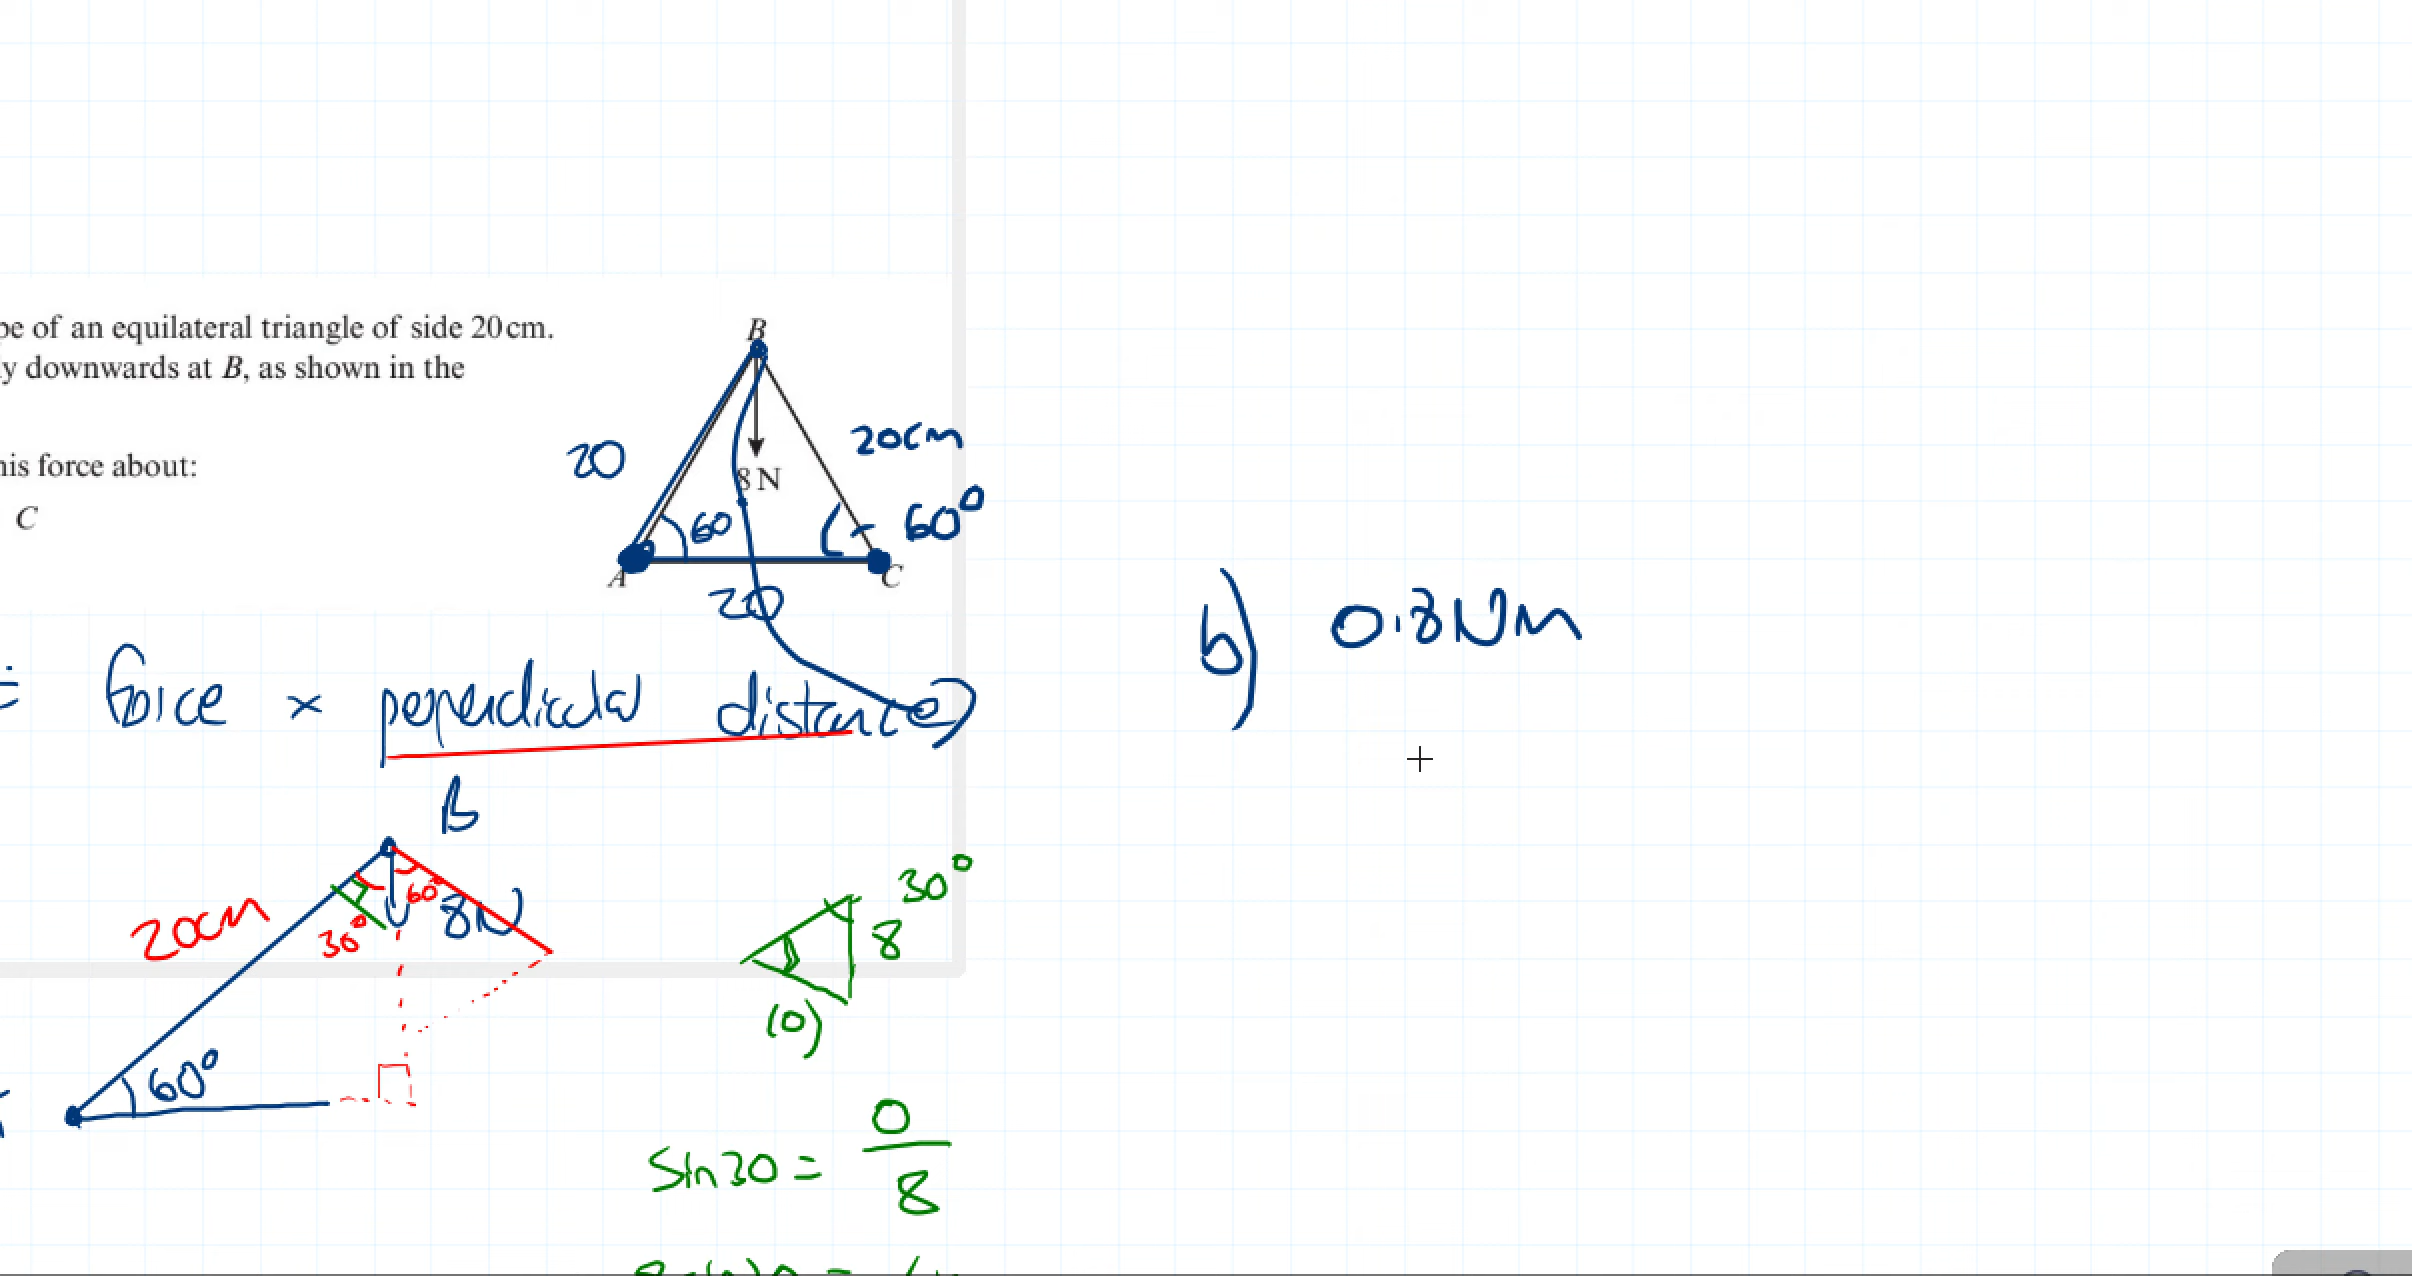 pe of an equilateral triangle of side 20 cm.
y downwards at B, as shown in the
his force about:
C
B
20
20cm
8 N
60
60°
A
C
20
b) 0.8Nm
= force × perpendicular distance
B
20cm
30°
60°
8N
60°
30°
8
(O)
Sin30 = O/8